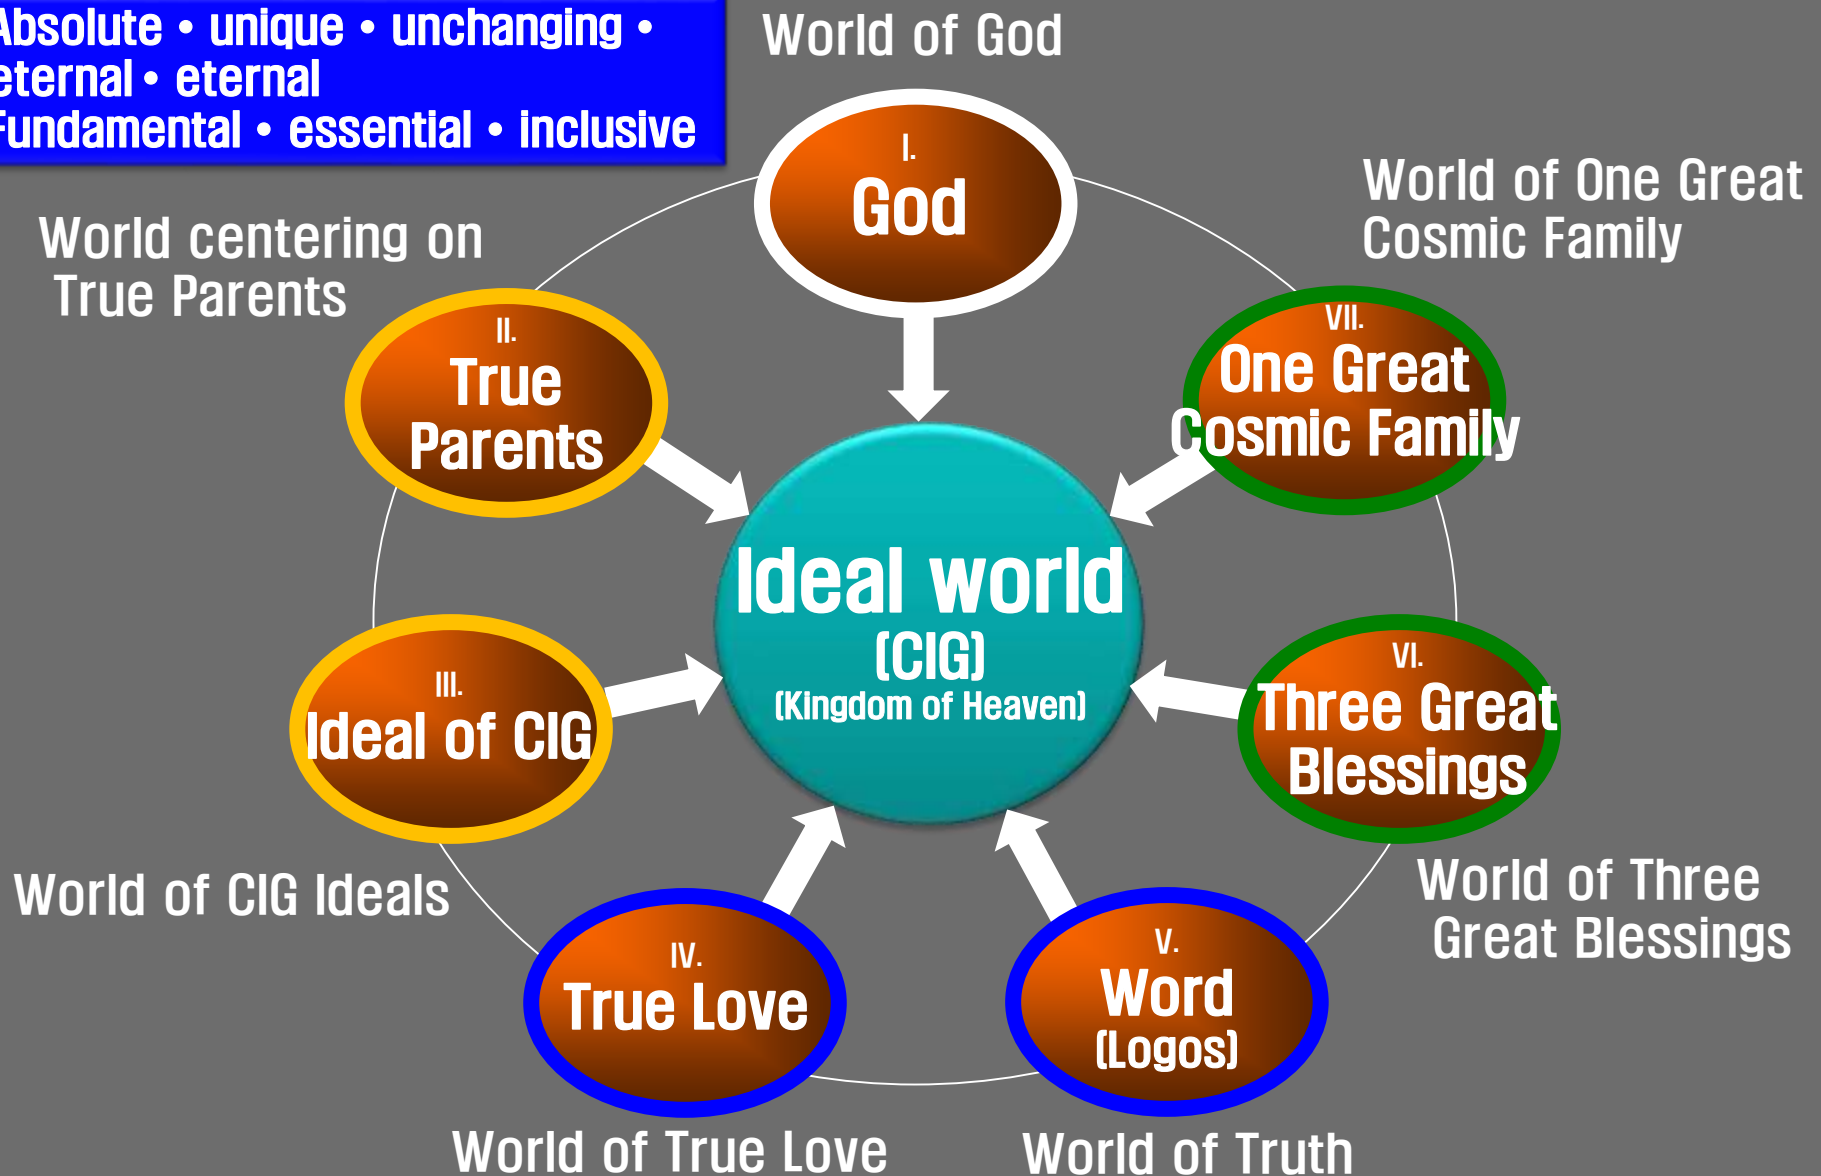 Absolute • unique • unchanging •
eternal • eternal
Fundamental • essential • inclusive
World of God
I.
God
World centering on
True Parents
II.
True
Parents
III.
Ideal of CIG
World of CIG Ideals
IV.
True Love
World of True Love
V.
Word
(Logos)
World of Truth
VI.
Three Great
Blessings
World of Three
Great Blessings
World of One Great
Cosmic Family
VII.
One Great
Cosmic Family
Ideal world
(CIG)
(Kingdom of Heaven)